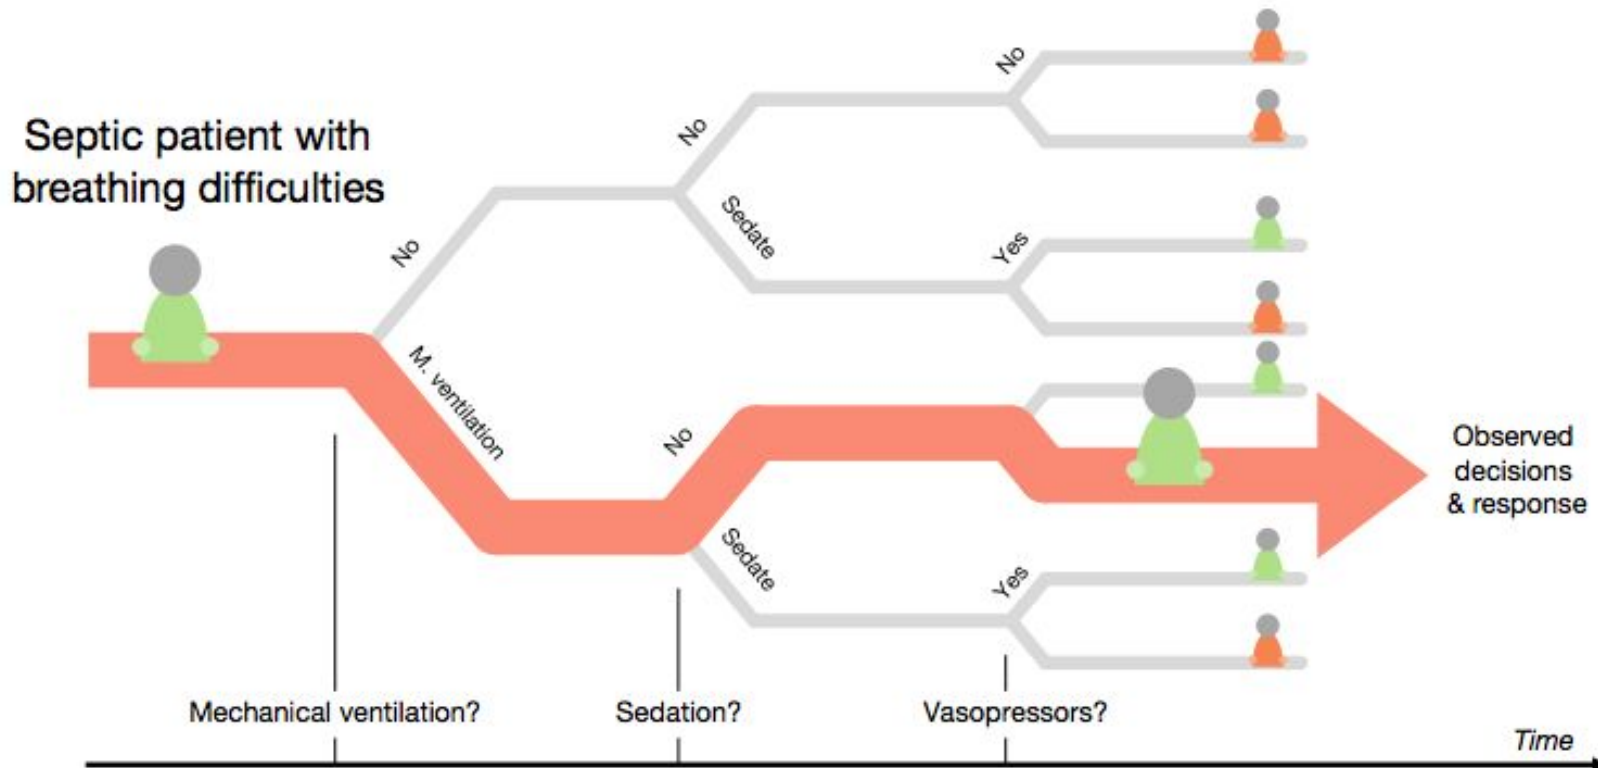 Septic patient with
breathing difficulties
No
M. ventilation
No
Sedate
No
Sedate
No
Yes
Yes
Observed
decisions
& response
Mechanical ventilation?
Sedation?
Vasopressors?
Time